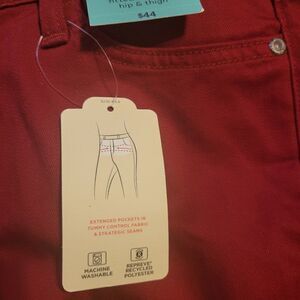 hip & thigh
$44
EXTENDED POCKETS IN
TUMMY CONTROL FABRIC
& STRATEGIC SEAMS
MACHINE
WASHABLE
REPREVE®
RECYCLED
POLYESTER